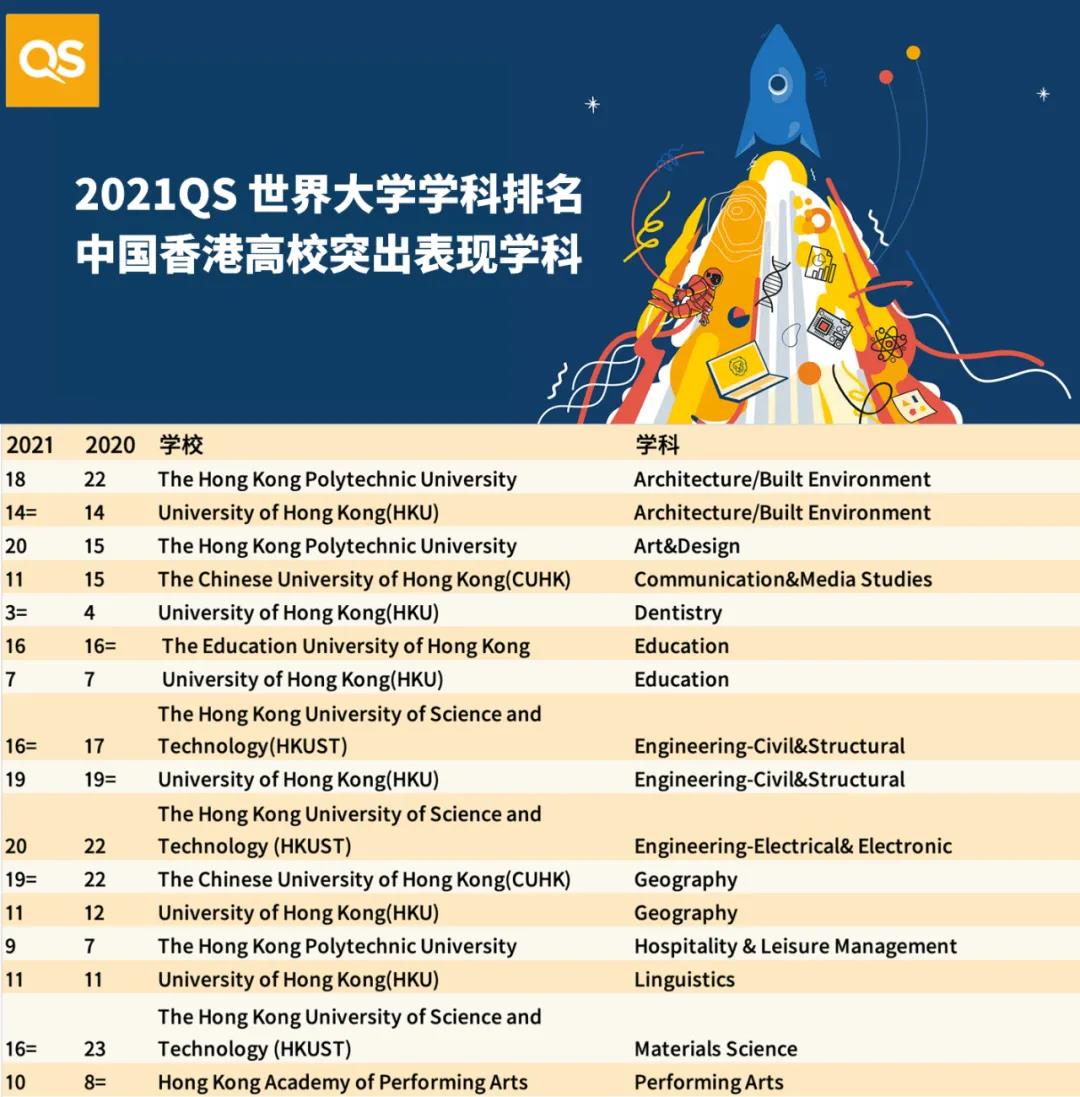 QS
2021QS 世界大学学科排名
中国香港高校突出表现学科
2021 2020 学校 学科
18 22 The Hong Kong Polytechnic University Architecture/Built Environment
14= 14 University of Hong Kong(HKU) Architecture/Built Environment
20 15 The Hong Kong Polytechnic University Art&Design
11 15 The Chinese University of Hong Kong(CUHK) Communication&Media Studies
3= 4 University of Hong Kong(HKU) Dentistry
16 16= The Education University of Hong Kong Education
7 7 University of Hong Kong(HKU) Education
The Hong Kong University of Science and
16= 17 Technology(HKUST) Engineering-Civil&Structural
19 19= University of Hong Kong(HKU) Engineering-Civil&Structural
The Hong Kong University of Science and
20 22 Technology (HKUST) Engineering-Electrical& Electronic
19= 22 The Chinese University of Hong Kong(CUHK) Geography
11 12 University of Hong Kong(HKU) Geography
9 7 The Hong Kong Polytechnic University Hospitality & Leisure Management
11 11 University of Hong Kong(HKU) Linguistics
The Hong Kong University of Science and
16= 23 Technology (HKUST) Materials Science
10 8= Hong Kong Academy of Performing Arts Performing Arts